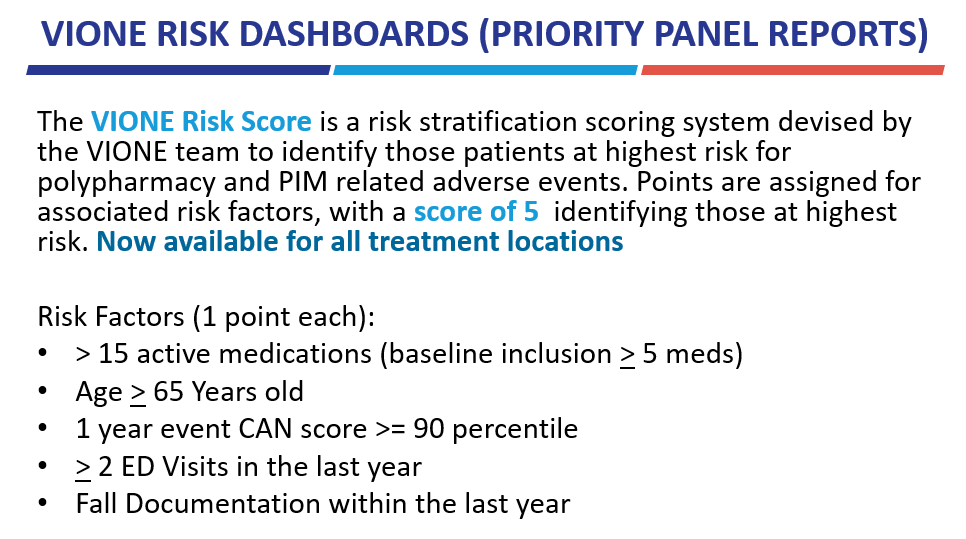 VIONE RISK DASHBOARDS (PRIORITY PANEL REPORTS)
The VIONE Risk Score is a risk stratification scoring system devised by
the VIONE team to identify those patients at highest risk for
polypharmacy and PIM related adverse events. Points are assigned for
associated risk factors, with a score of 5 identifying those at highest
risk. Now available for all treatment locations
Risk Factors (1 point each):
• > 15 active medications (baseline inclusion ≥ 5 meds)
• Age ≥ 65 Years old
• 1 year event CAN score >= 90 percentile
• ≥ 2 ED Visits in the last year
• Fall Documentation within the last year